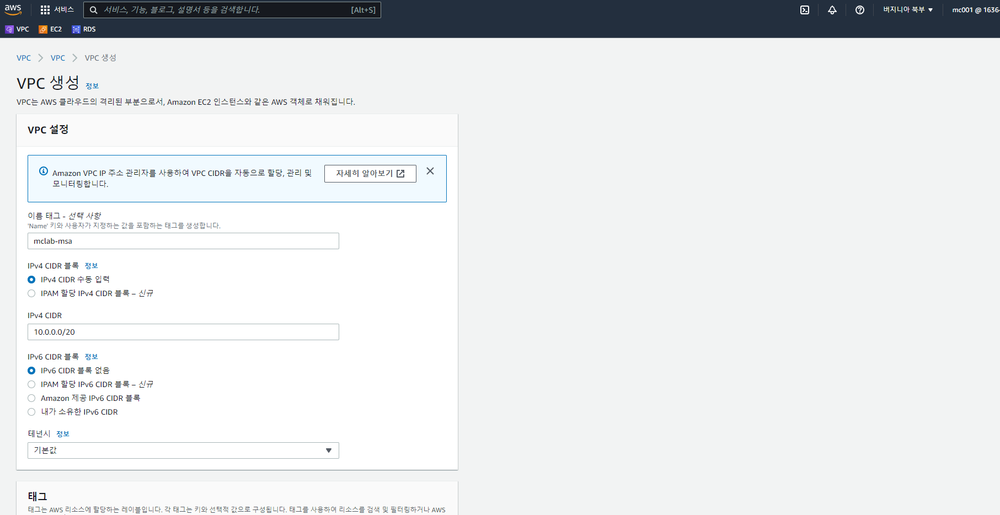 aws
서비스
서비스, 기능, 블로그, 설명서 등을 검색합니다.
[Alt+S]
버지니아 북부 ▼
mc001 @ 1636-
VPC
EC2
RDS
VPC > VPC > VPC 생성
VPC 생성 정보
VPC는 AWS 클라우드의 격리된 부분으로서, Amazon EC2 인스턴스와 같은 AWS 객체로 채워집니다.
VPC 설정
Amazon VPC IP 주소 관리자를 사용하여 VPC CIDR을 자동으로 할당, 관리 및
모니터링합니다.
자세히 알아보기
이름 태그 - 선택 사항
'Name' 키와 사용자가 지정하는 값을 포함하는 태그를 생성합니다.
mclab-msa
IPv4 CIDR 블록 정보
IPv4 CIDR 수동 입력
IPAM 할당 IPv4 CIDR 블록 – 신규
IPv4 CIDR
10.0.0.0/20
IPv6 CIDR 블록 정보
IPv6 CIDR 블록 없음
IPAM 할당 IPv6 CIDR 블록 – 신규
Amazon 제공 IPv6 CIDR 블록
내가 소유한 IPv6 CIDR
테넌시 정보
기본값
태그
태그는 AWS 리소스에 할당하는 레이블입니다. 각 태그는 키와 선택적 값으로 구성됩니다. 태그를 사용하여 리소스를 검색 및 필터링하거나 AWS